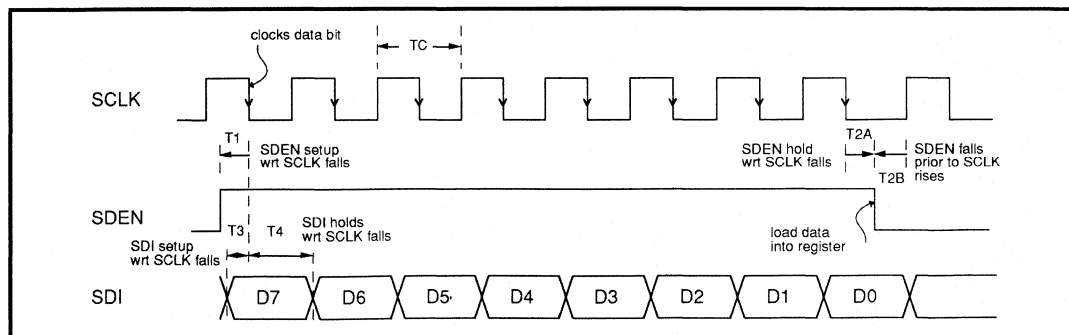 clocks data bit
TC
SCLK
T1
SDEN setup
wrt SCLK falls
SDEN hold
wrt SCLK falls
T2A
SDEN falls
prior to SCLK
rises
T2B
SDEN
T3
T4
SDI setup
wrt SCLK falls
SDI holds
wrt SCLK falls
load data
into register
SDI
D7 D6 D5 D4 D3 D2 D1 D0